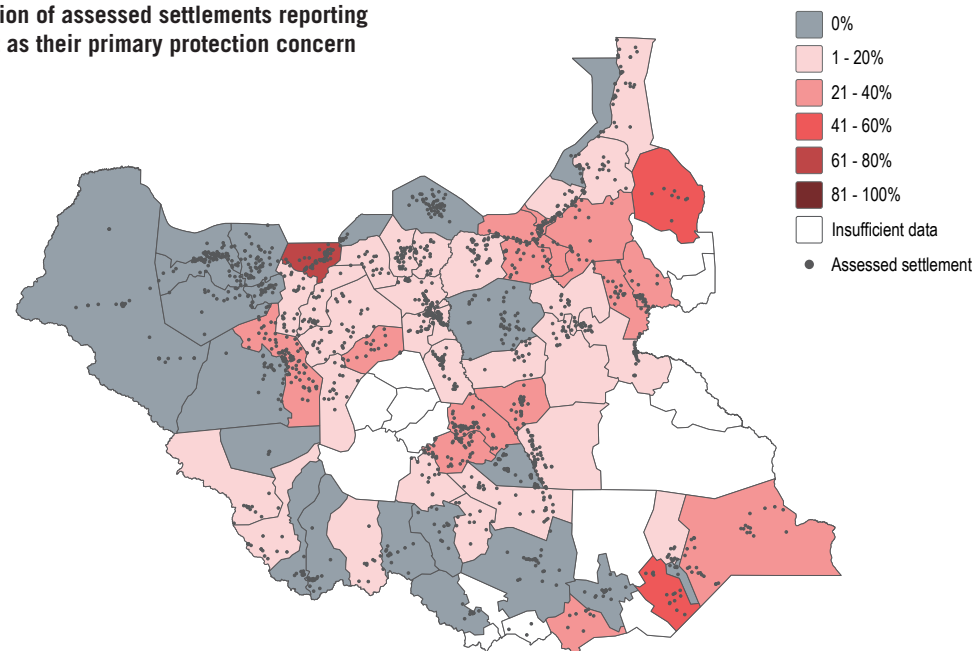 of assessed settlements reporting
as their primary protection concern
0%
1 - 20%
21 - 40%
41 - 60%
61 - 80%
81 - 100%
Insufficient data
Assessed settlement